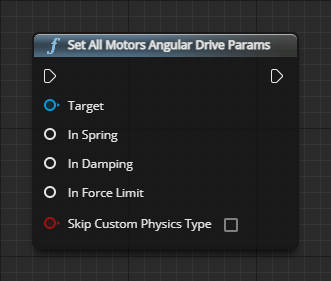 Set All Motors Angular Drive Params
Target
In Spring
In Damping
In Force Limit
Skip Custom Physics Type